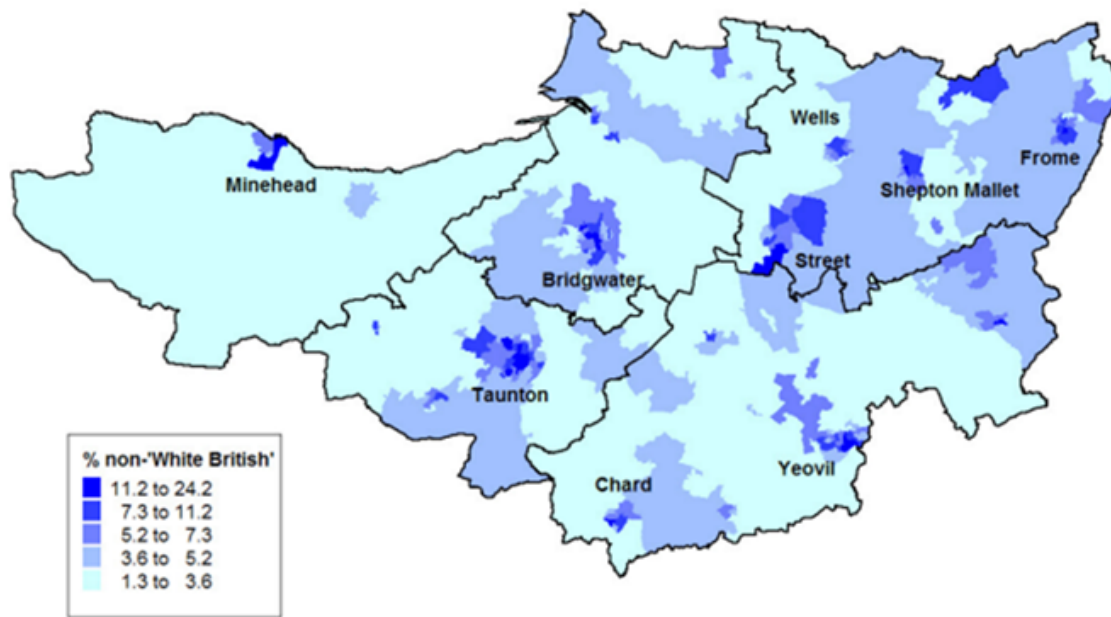 Wells
Frome
Minehead
Shepton Mallet
Street
Bridgwater
Taunton
Yeovil
Chard
% non-'White British'
11.2 to 24.2
7.3 to 11.2
5.2 to 7.3
3.6 to 5.2
1.3 to 3.6